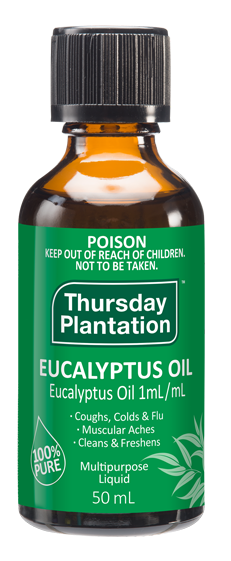 POISON
KEEP OUT OF REACH OF CHILDREN.
NOT TO BE TAKEN.
Thursday™
Plantation
EUCALYPTUS OIL
Eucalyptus Oil 1mL/mL
• Coughs, Colds & Flu
• Muscular Aches
• Cleans & Freshens
100%
PURE
Multipurpose
Liquid
50 mL